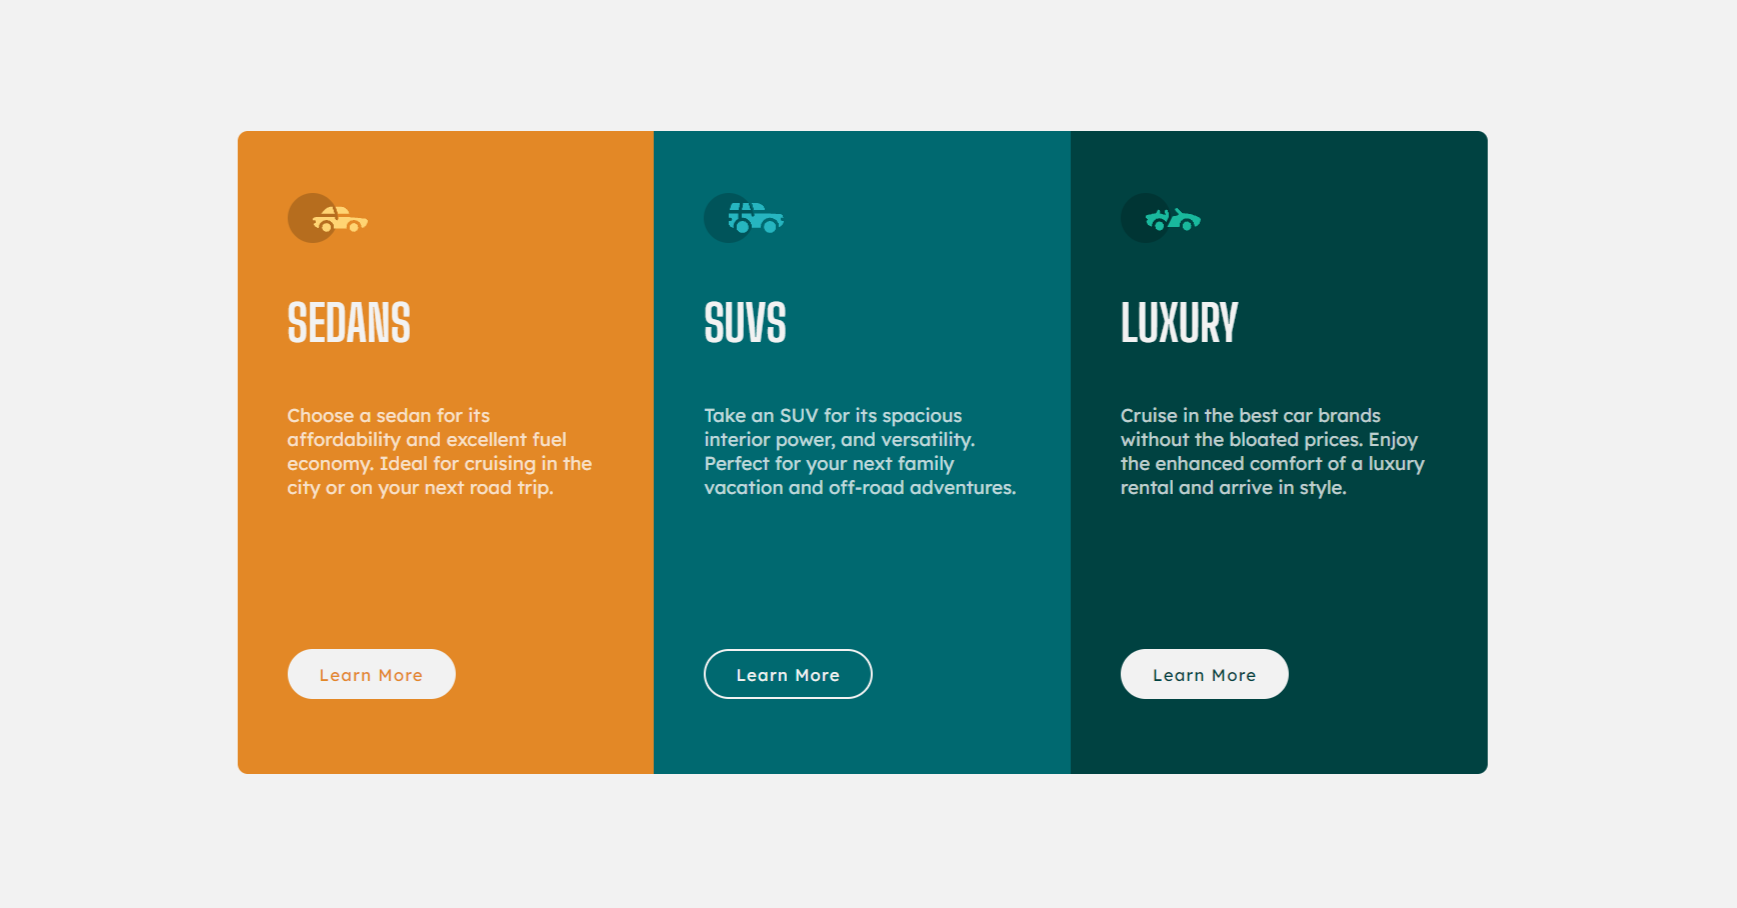 SEDANS
Choose a sedan for its
affordability and excellent fuel
economy. Ideal for cruising in the
city or on your next road trip.
Learn More
SUVS
Take an SUV for its spacious
interior power, and versatility.
Perfect for your next family
vacation and off-road adventures.
Learn More
LUXURY
Cruise in the best car brands
without the bloated prices. Enjoy
the enhanced comfort of a luxury
rental and arrive in style.
Learn More